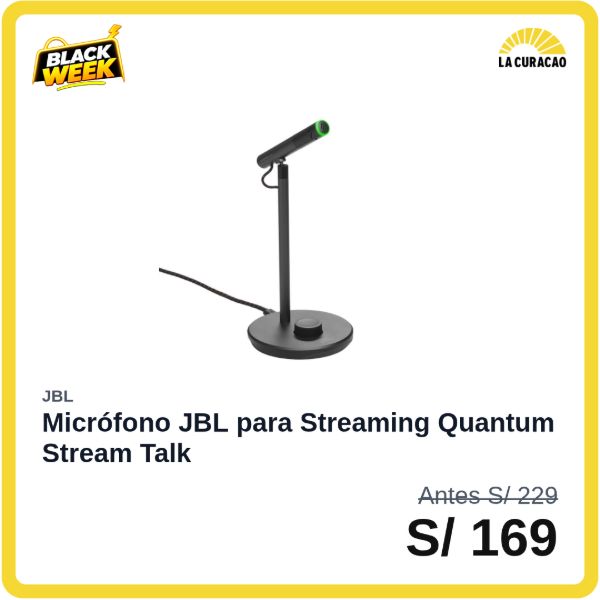 BLACK
WEEK
LA CURACAO
JBL
Micrófono JBL para Streaming Quantum
Stream Talk
Antes S/ 229
S/ 169